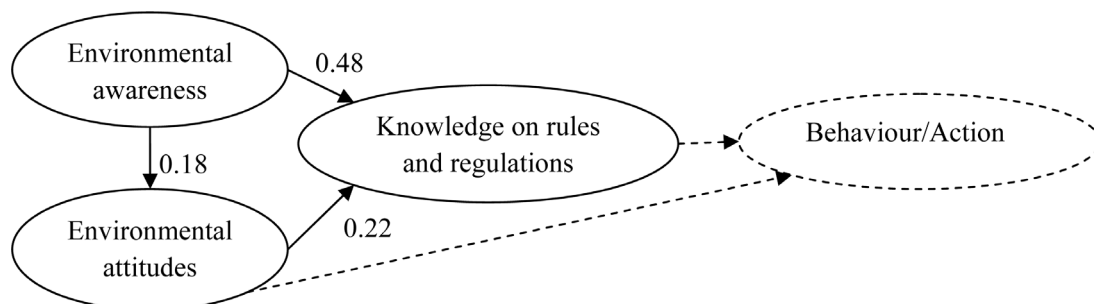 Environmental
awareness
0.48
Knowledge on rules
and regulations
Behaviour/Action
0.18
Environmental
attitudes
0.22